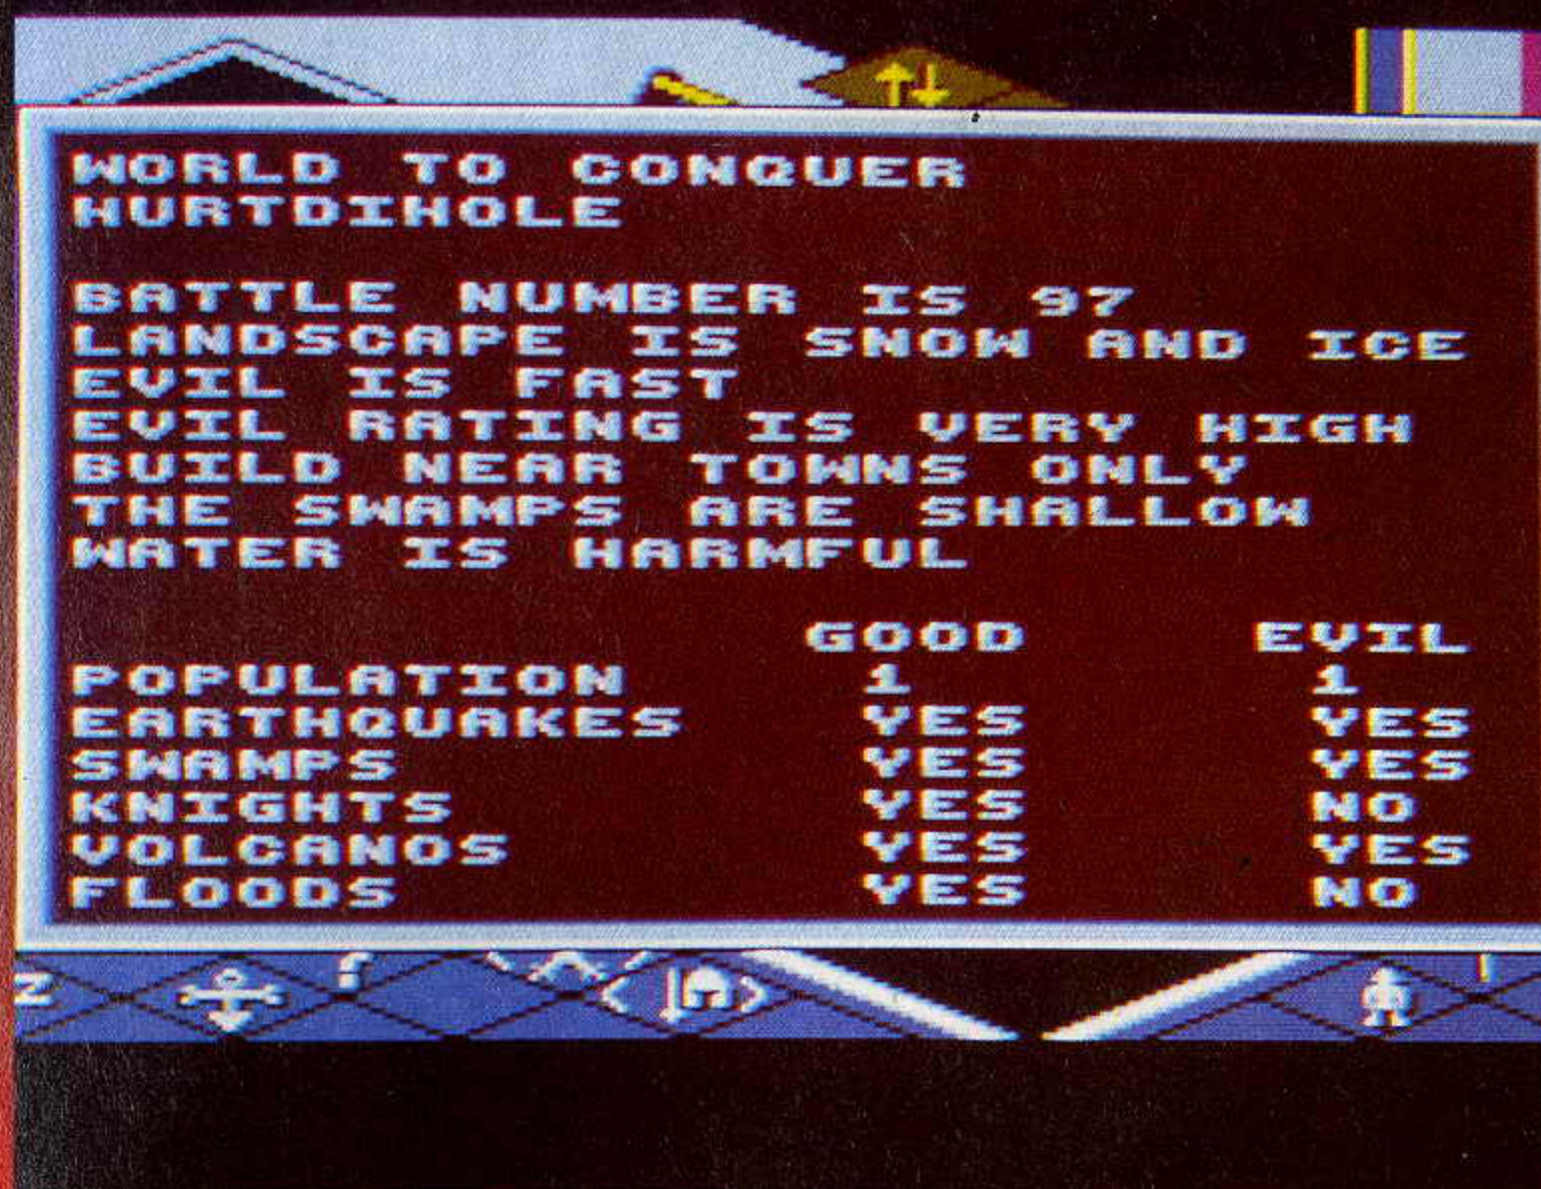 WORLD TO CONQUER
HURTDIHOLE
BATTLE NUMBER IS 97
LANDSCAPE IS SNOW AND ICE
EVIL IS FAST
EVIL RATING IS VERY HIGH
BUILD NEAR TOWNS ONLY
THE SWAMPS ARE SHALLOW
WATER IS HARMFUL
GOOD EVIL
POPULATION 1 1
EARTHQUAKES YES YES
SWAMPS YES YES
KNIGHTS YES NO
VOLCANOS YES YES
FLOODS YES NO